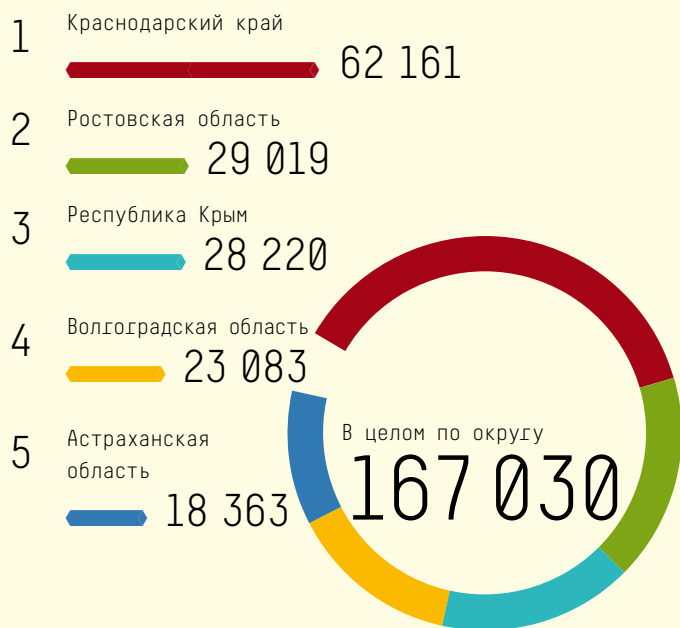 1
Краснодарский край
62 161
2
Ростовская область
29 019
3
Республика Крым
28 220
4
Волгоградская область
23 083
5
Астраханская
область
18 363
В целом по округу
167 030